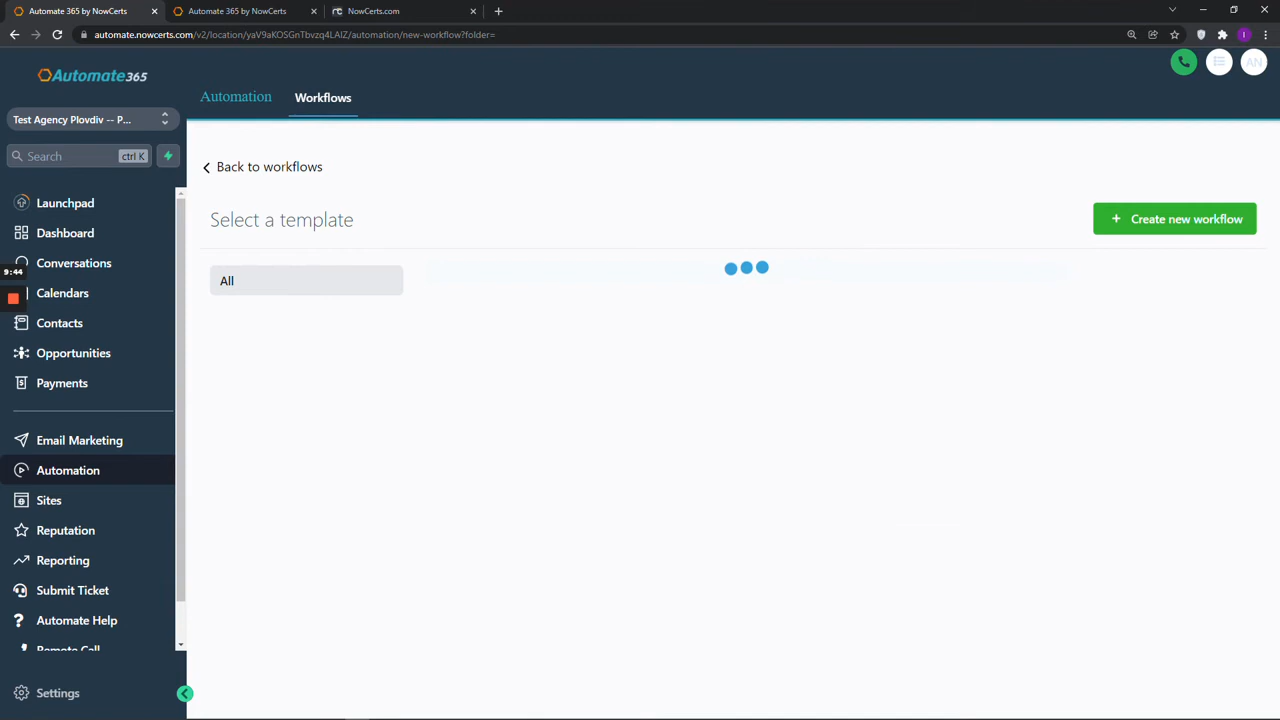 Automate 365 by NowCerts
Automate 365 by NowCerts
NowCerts.com
automate.nowcerts.com/v2/location/yaV9aKOSGnTbvzq4LAlZ/automation/new-workflow?folder=
I
Automate365
Automation
Workflows
AN
Test Agency Plovdiv -- P...
Search
ctrl K
Back to workflows
Select a template
Create new workflow
All
Launchpad
Dashboard
Conversations
9:44
Calendars
Contacts
Opportunities
Payments
Email Marketing
Automation
Sites
Reputation
Reporting
Submit Ticket
Automate Help
Remote Call
Settings